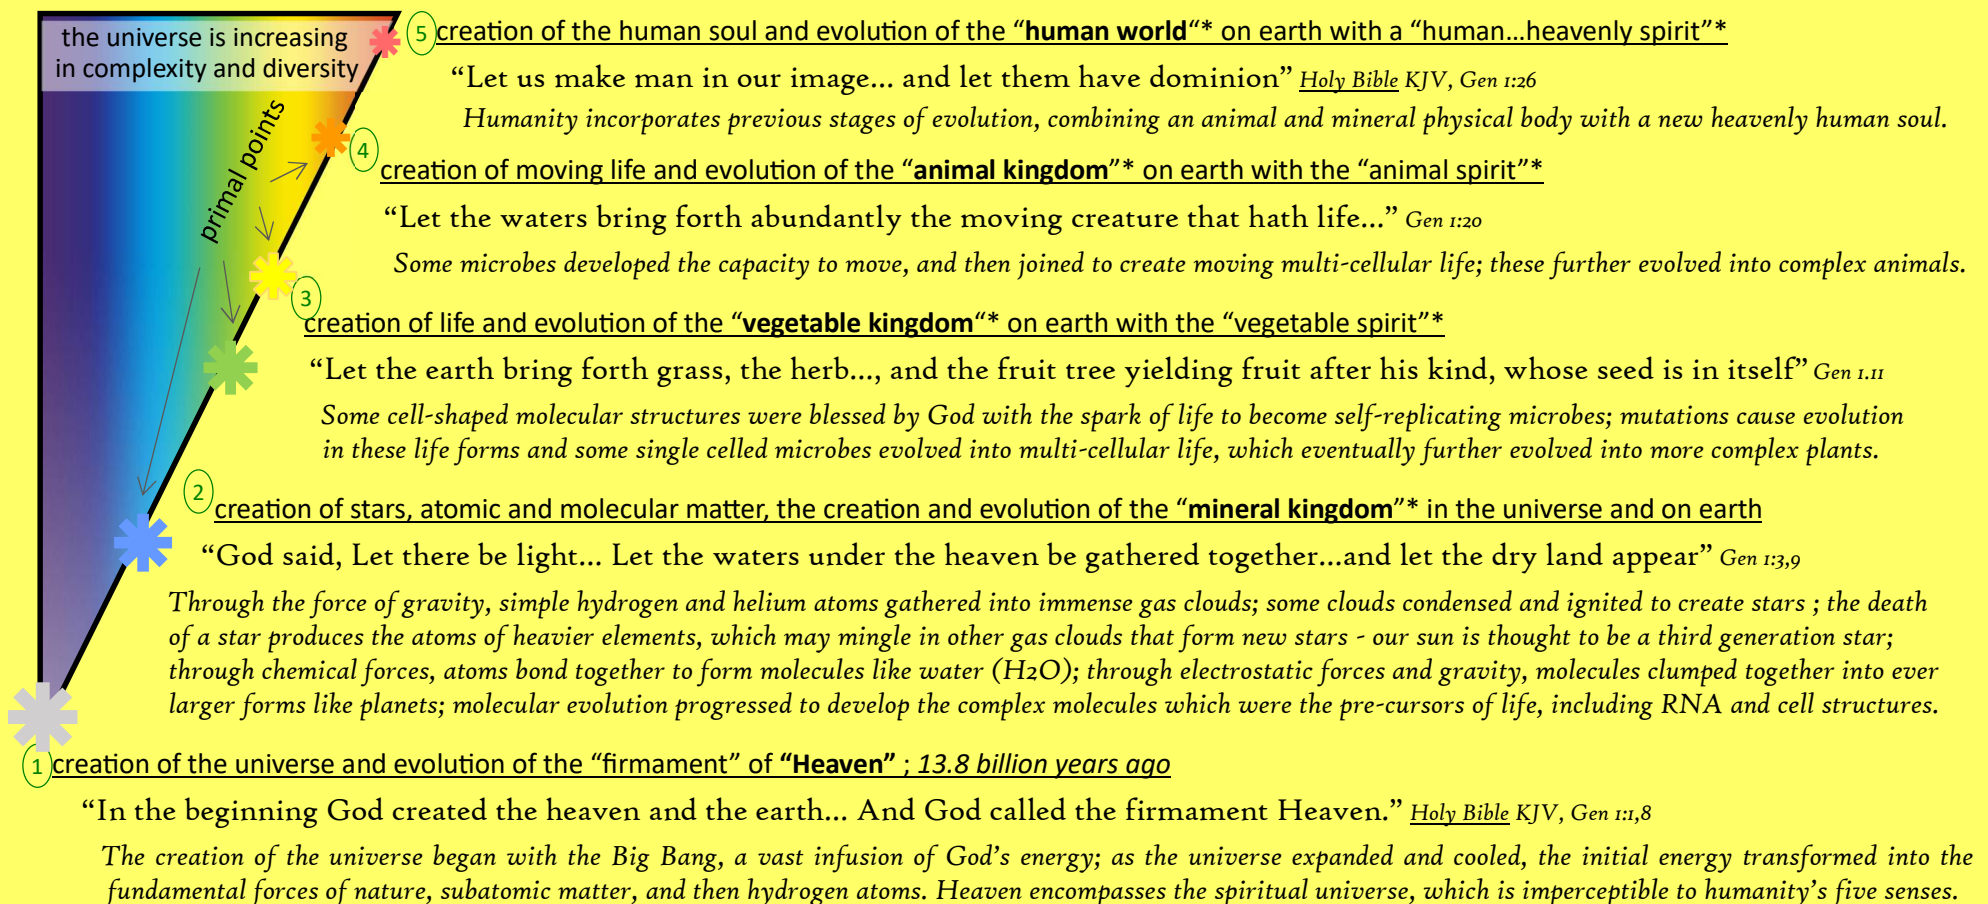 the universe is increasing
in complexity and diversity
primal points
5 creation of the human soul and evolution of the “human world“* on earth with a “human...heavenly spirit”*
“Let us make man in our image... and let them have dominion” Holy Bible KJV, Gen 1:26
Humanity incorporates previous stages of evolution, combining an animal and mineral physical body with a new heavenly human soul.
4 creation of moving life and evolution of the “animal kingdom”* on earth with the “animal spirit”*
“Let the waters bring forth abundantly the moving creature that hath life...” Gen 1:20
Some microbes developed the capacity to move, and then joined to create moving multi-cellular life; these further evolved into complex animals.
3 creation of life and evolution of the “vegetable kingdom“* on earth with the “vegetable spirit”*
“Let the earth bring forth grass, the herb..., and the fruit tree yielding fruit after his kind, whose seed is in itself” Gen 1.11
Some cell-shaped molecular structures were blessed by God with the spark of life to become self-replicating microbes; mutations cause evolution
in these life forms and some single celled microbes evolved into multi-cellular life, which eventually further evolved into more complex plants.
2 creation of stars, atomic and molecular matter, the creation and evolution of the “mineral kingdom”* in the universe and on earth
“God said, Let there be light... Let the waters under the heaven be gathered together...and let the dry land appear” Gen 1:3,9
Through the force of gravity, simple hydrogen and helium atoms gathered into immense gas clouds; some clouds condensed and ignited to create stars ; the death
of a star produces the atoms of heavier elements, which may mingle in other gas clouds that form new stars - our sun is thought to be a third generation star;
through chemical forces, atoms bond together to form molecules like water (H2O); through electrostatic forces and gravity, molecules clumped together into ever
larger forms like planets; molecular evolution progressed to develop the complex molecules which were the pre-cursors of life, including RNA and cell structures.
1 creation of the universe and evolution of the “firmament” of “Heaven” ; 13.8 billion years ago
“In the beginning God created the heaven and the earth... And God called the firmament Heaven.” Holy Bible KJV, Gen 1:1,8
The creation of the universe began with the Big Bang, a vast infusion of God’s energy; as the universe expanded and cooled, the initial energy transformed into the
fundamental forces of nature, subatomic matter, and then hydrogen atoms. Heaven encompasses the spiritual universe, which is imperceptible to humanity’s five senses.